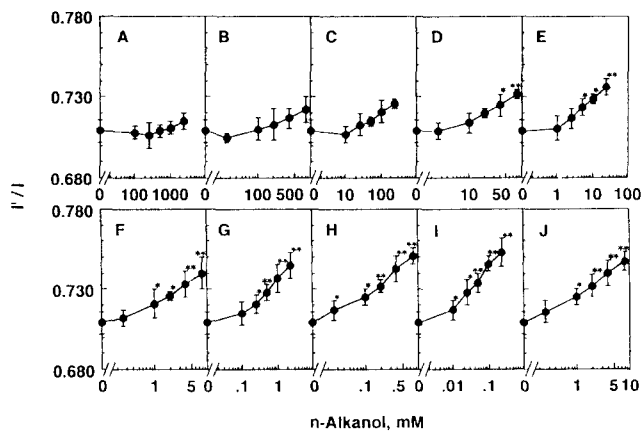 0.780
A B C D E
* ** * * **
0.730
0.680
0 100 1000 0 100 500 0 10 100 0 10 50 0 1 10 100
I'/I
0.780
F G H I J
* * ** ** * ** ** ** * * ** ** ** * ** ** ** ** * ** ** **
0.730
0.680
0 1 5 0 .1 1 0 .1 .5 0 .01 .1 0 1 5 10
n-Alkanol, mM